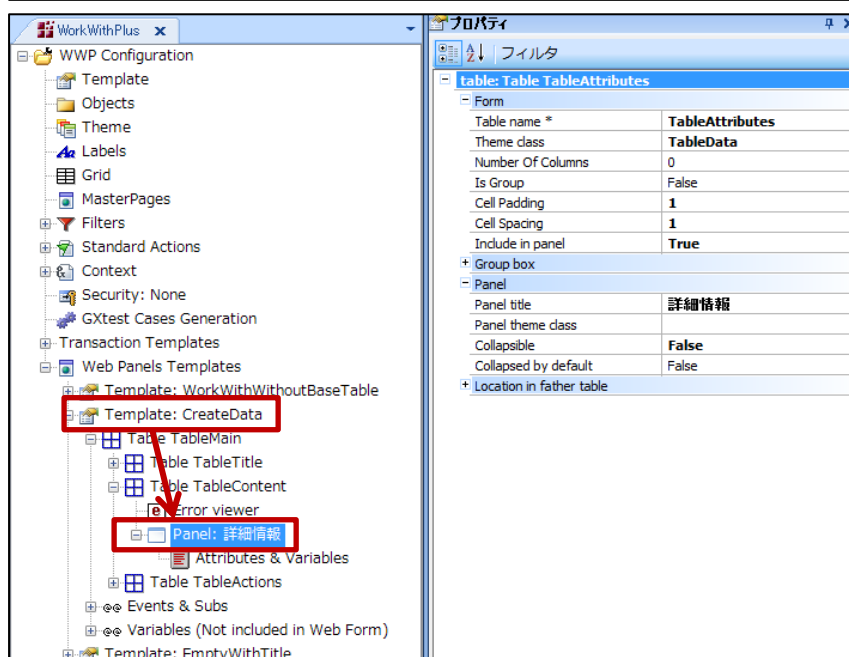 WorkWithPlus x
WWP Configuration
Template
Objects
Theme
Aa Labels
Grid
MasterPages
Filters
Standard Actions
Context
Security: None
GXtest Cases Generation
Transaction Templates
Web Panels Templates
Template: WorkWithWithoutBaseTable
Template: CreateData
Table TableMain
Table TableTitle
Table TableContent
Error viewer
Panel: 詳細情報
Attributes & Variables
Table TableActions
Events & Subs
Variables (Not included in Web Form)
Template: EmptyWithTitle
プロパティ
フィルタ
table: Table TableAttributes
Form
Table name * TableAttributes
Theme class TableData
Number Of Columns 0
Is Group False
Cell Padding 1
Cell Spacing 1
Include in panel True
Group box
Panel
Panel title 詳細情報
Panel theme class
Collapsible False
Collapsed by default False
Location in father table